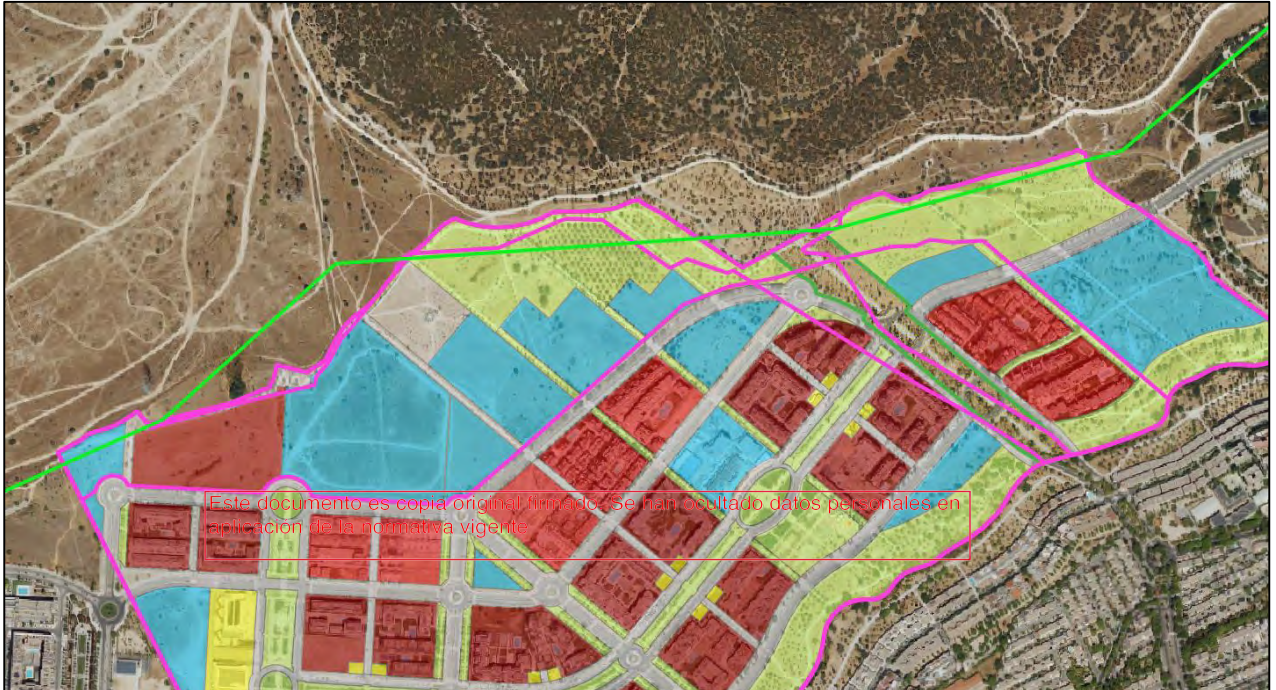 Este documento es copia original firmado. Se han ocultado datos personales en
aplicación de la normativa vigente